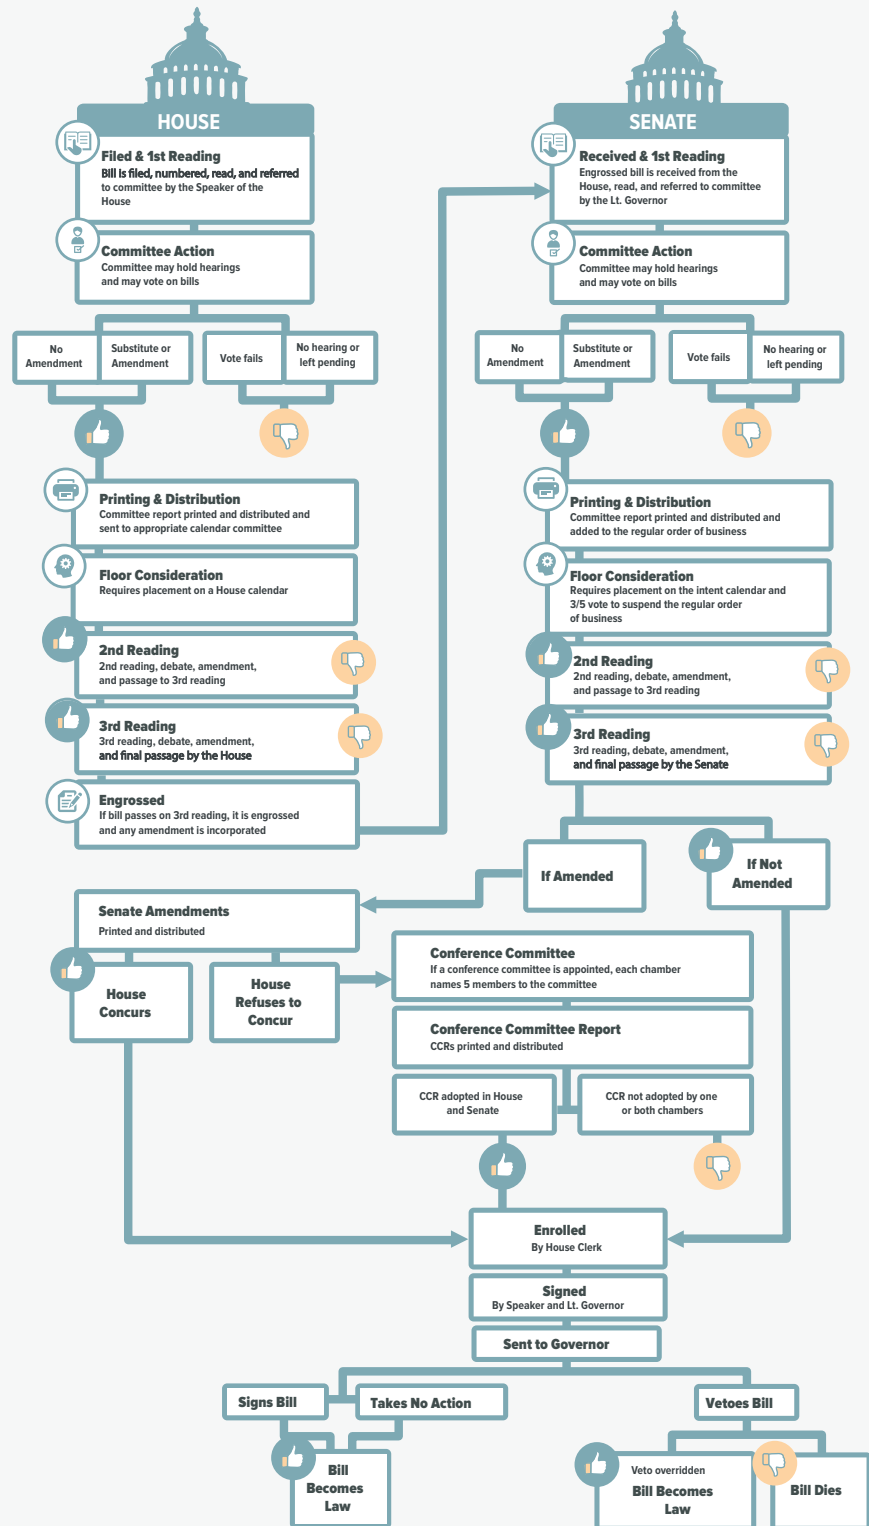 HOUSE
Filed & 1st Reading
Bill is filed, numbered, read, and referred
to committee by the Speaker of the
House
Committee Action
Committee may hold hearings
and may vote on bills
No
Amendment
Substitute or
Amendment
Vote fails
No hearing or
left pending
Printing & Distribution
Committee report printed and distributed and
sent to appropriate calendar committee
Floor Consideration
Requires placement on a House calendar
2nd Reading
2nd reading, debate, amendment,
and passage to 3rd reading
3rd Reading
3rd reading, debate, amendment,
and final passage by the House
Engrossed
If bill passes on 3rd reading, it is engrossed
and any amendment is incorporated
SENATE
Received & 1st Reading
Engrossed bill is received from the
House, read, and referred to committee
by the Lt. Governor
Committee Action
Committee may hold hearings
and may vote on bills
No
Amendment
Substitute or
Amendment
Vote fails
No hearing or
left pending
Printing & Distribution
Committee report printed and distributed and
added to the regular order of business
Floor Consideration
Requires placement on the intent calendar and
3/5 vote to suspend the regular order
of business
2nd Reading
2nd reading, debate, amendment,
and passage to 3rd reading
3rd Reading
3rd reading, debate, amendment,
and final passage by the Senate
If Amended
If Not
Amended
Senate Amendments
Printed and distributed
House
Concurs
House
Refuses to
Concur
Conference Committee
If a conference committee is appointed, each chamber
names 5 members to the committee
Conference Committee Report
CCRs printed and distributed
CCR adopted in House
and Senate
CCR not adopted by one
or both chambers
Enrolled
By House Clerk
Signed
By Speaker and Lt. Governor
Sent to Governor
Signs Bill
Takes No Action
Vetoes Bill
Bill
Becomes
Law
Veto overridden
Bill Becomes
Law
Bill Dies